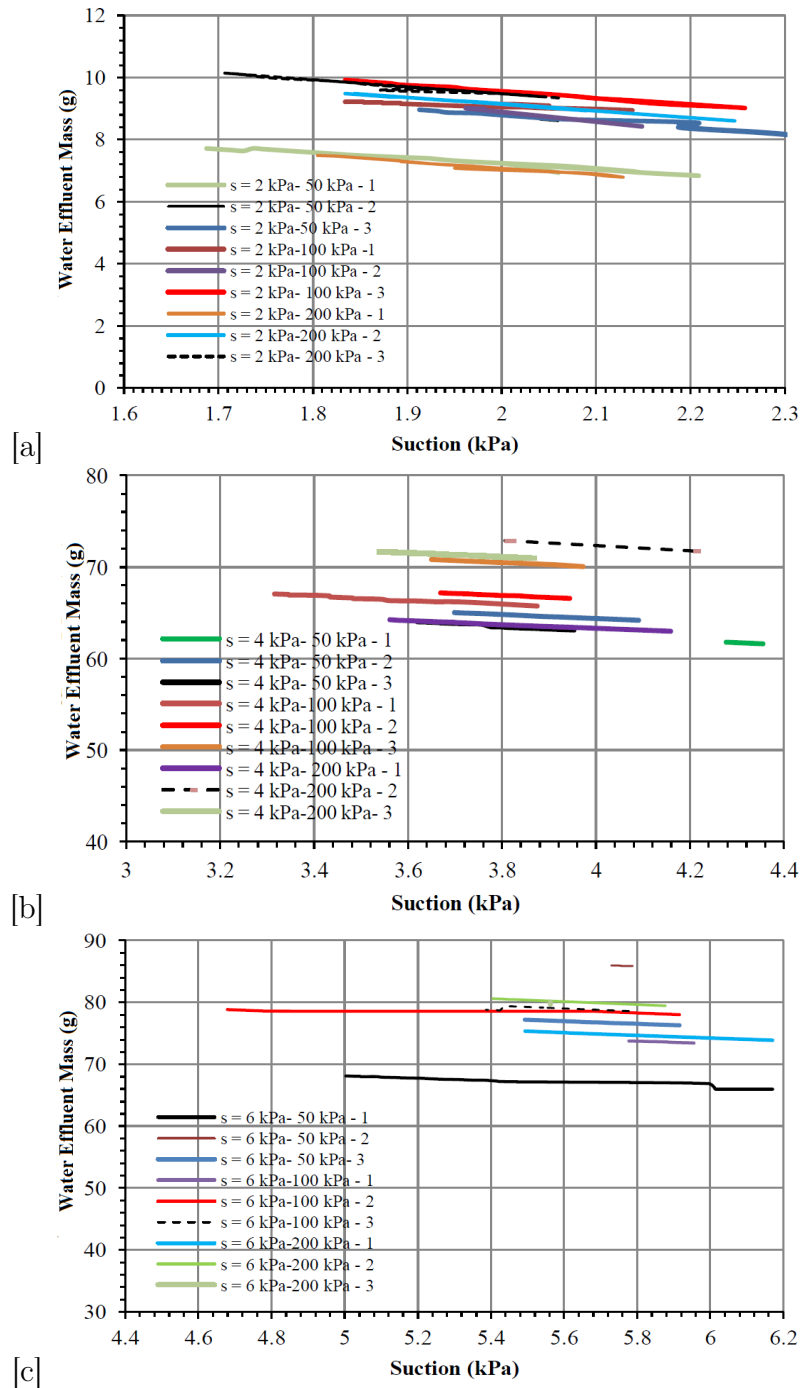 12
10
8
6
4
2
0
Water Effluent Mass (g)
s = 2 kPa- 50 kPa - 1
s = 2 kPa- 50 kPa - 2
s = 2 kPa-50 kPa - 3
s = 2 kPa-100 kPa -1
s = 2 kPa-100 kPa - 2
s = 2 kPa- 100 kPa - 3
s = 2 kPa-200 kPa - 1
s = 2 kPa-200 kPa - 2
s = 2 kPa- 200 kPa - 3
1.6 1.7 1.8 1.9 2 2.1 2.2 2.3
Suction (kPa)
[a]
80
70
60
50
40
Water Effluent Mass (g)
s = 4 kPa- 50 kPa - 1
s = 4 kPa- 50 kPa - 2
s = 4 kPa- 50 kPa - 3
s = 4 kPa-100 kPa - 1
s = 4 kPa-100 kPa - 2
s = 4 kPa-100 kPa - 3
s = 4 kPa- 200 kPa - 1
s = 4 kPa-200 kPa - 2
s = 4 kPa-200 kPa- 3
3 3.2 3.4 3.6 3.8 4 4.2 4.4
Suction (kPa)
[b]
90
80
70
60
50
40
30
Water Effluent Mass (g)
s = 6 kPa- 50 kPa - 1
s = 6 kPa- 50 kPa - 2
s = 6 kPa- 50 kPa- 3
s = 6 kPa-100 kPa - 1
s = 6 kPa-100 kPa - 2
s = 6 kPa-100 kPa - 3
s = 6 kPa-200 kPa - 1
s = 6 kPa-200 kPa - 2
s = 6 kPa-200 kPa - 3
4.4 4.6 4.8 5 5.2 5.4 5.6 5.8 6 6.2
Suction (kPa)
[c]